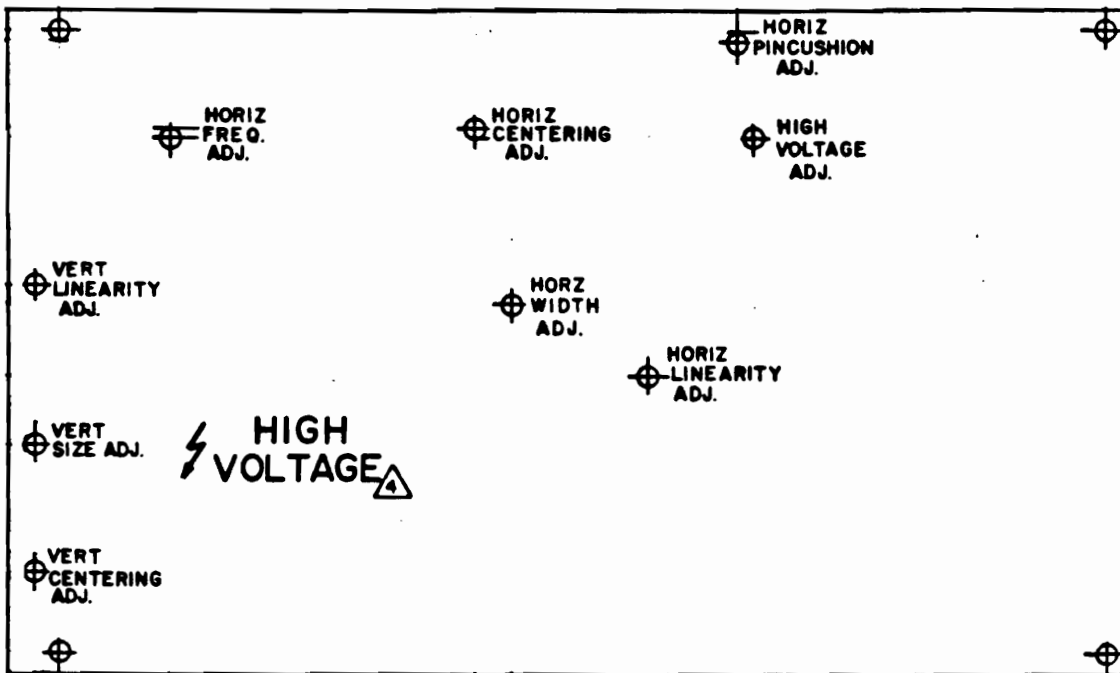 HORIZ
PINCUSHION
ADJ.
HORIZ
FREQ.
ADJ.
HORIZ
CENTERING
ADJ.
HIGH
VOLTAGE
ADJ.
VERT
LINEARITY
ADJ.
HORZ
WIDTH
ADJ.
HORIZ
LINEARITY
ADJ.
VERT
SIZE ADJ.
HIGH
VOLTAGE
4
VERT
CENTERING
ADJ.